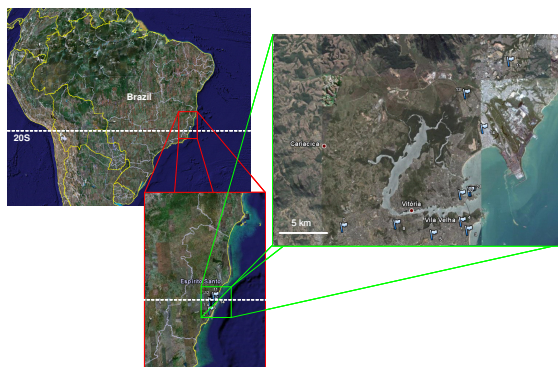 Brazil
20S
Cariacica
Vitória
Vila Velha
5 km
Espírito Santo